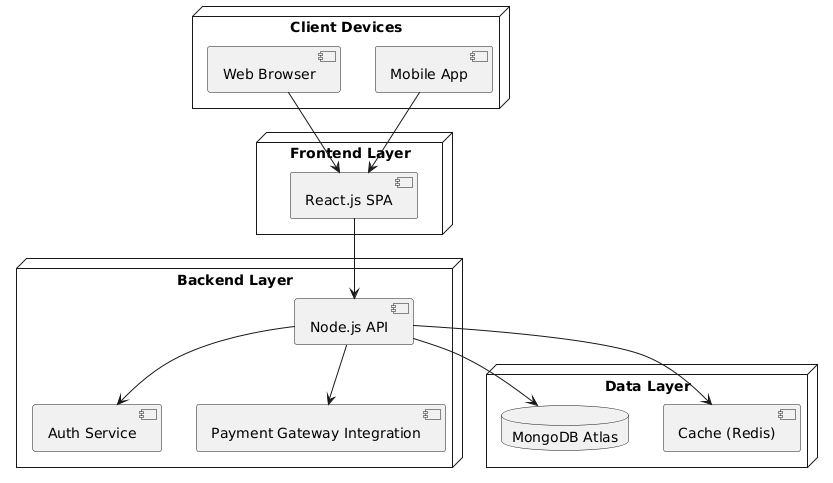 Client Devices
Web Browser
Mobile App
Frontend Layer
React.js SPA
Backend Layer
Node.js API
Data Layer
Auth Service
Payment Gateway Integration
MongoDB Atlas
Cache (Redis)